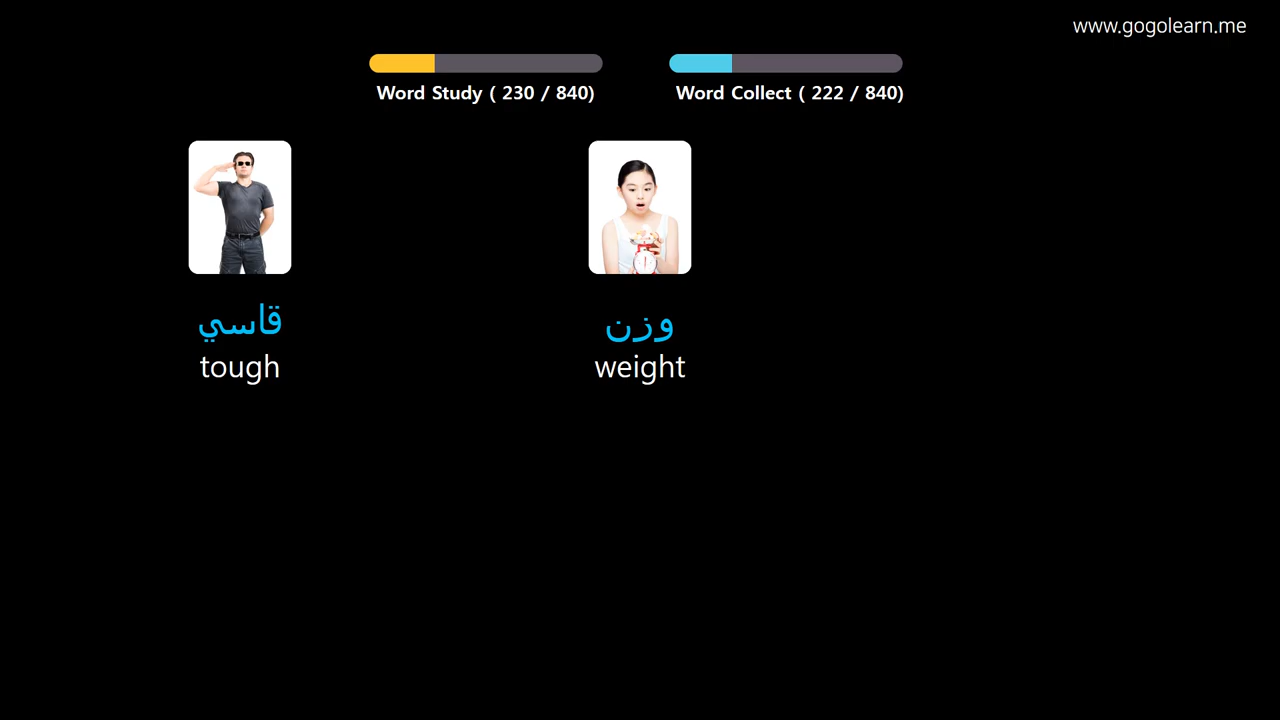 www.gogolearn.me
Word Study ( 230 / 840)
Word Collect ( 222 / 840)
قاسي
tough
وزن
weight